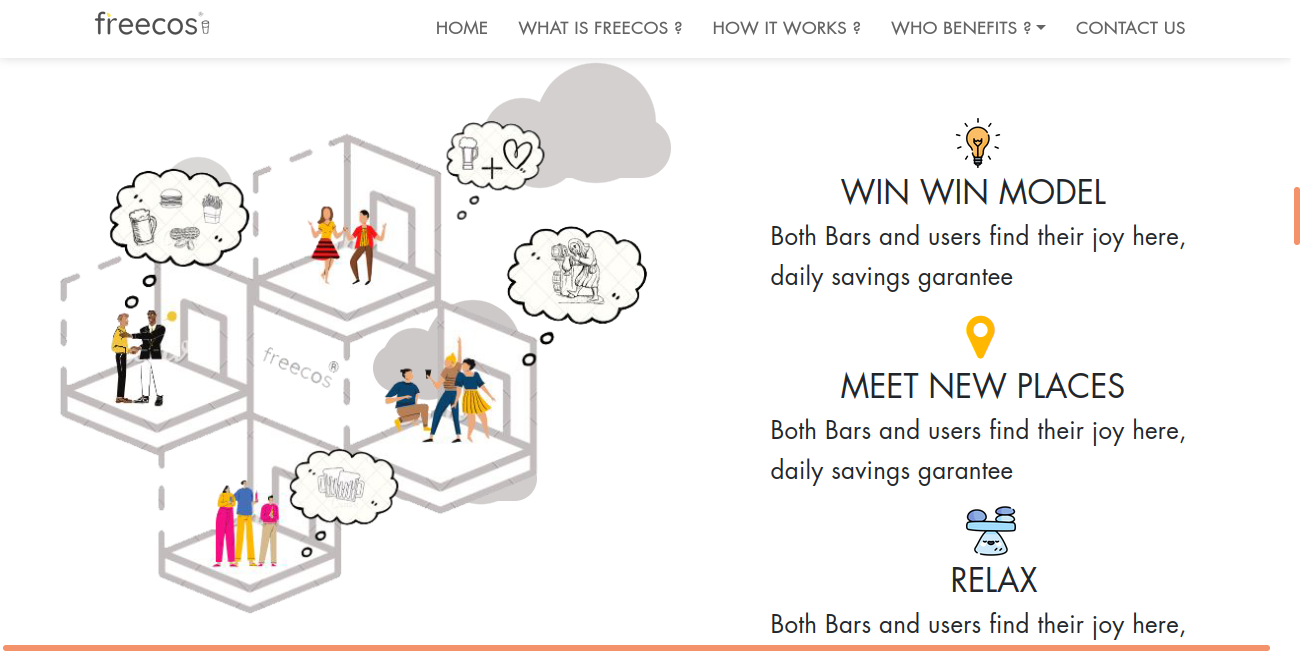 freecos®
HOME WHAT IS FREECOS ? HOW IT WORKS ? WHO BENEFITS ? CONTACT US
freecos®
WIN WIN MODEL
Both Bars and users find their joy here,
daily savings garantee
MEET NEW PLACES
Both Bars and users find their joy here,
daily savings garantee
RELAX
Both Bars and users find their joy here,